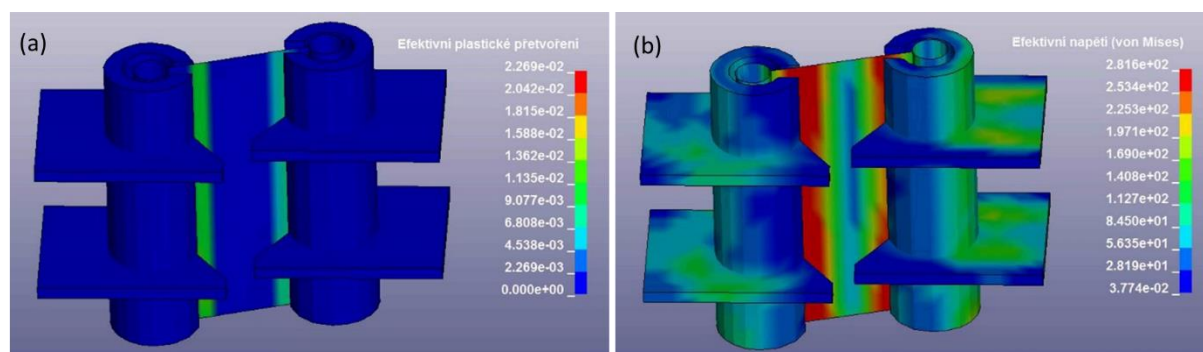 (a)
Efektivní plastické přetvoření
2.269e-02
2.042e-02
1.815e-02
1.588e-02
1.362e-02
1.135e-02
9.077e-03
6.808e-03
4.538e-03
2.269e-03
0.000e+00
(b)
Efektivní napětí (von Mises)
2.816e+02
2.534e+02
2.253e+02
1.971e+02
1.690e+02
1.408e+02
1.127e+02
8.450e+01
5.635e+01
2.819e+01
3.774e-02